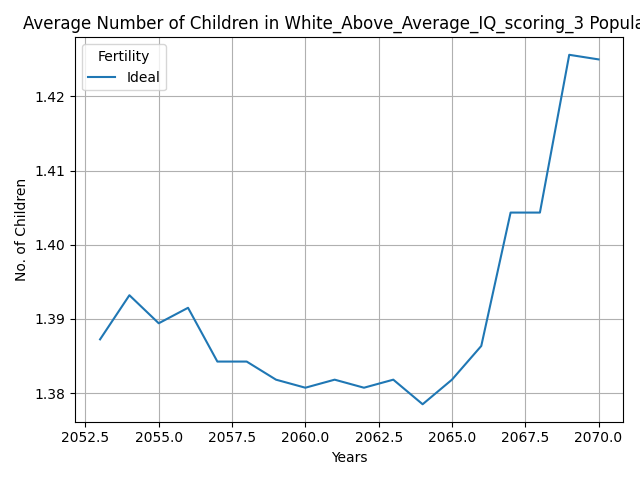 Average Number of Children in White_Above_Average_IQ_scoring_3 Popula
Fertility
Ideal
No. of Children
1.42
1.41
1.40
1.39
1.38
2052.5 2055.0 2057.5 2060.0 2062.5 2065.0 2067.5 2070.0
Years